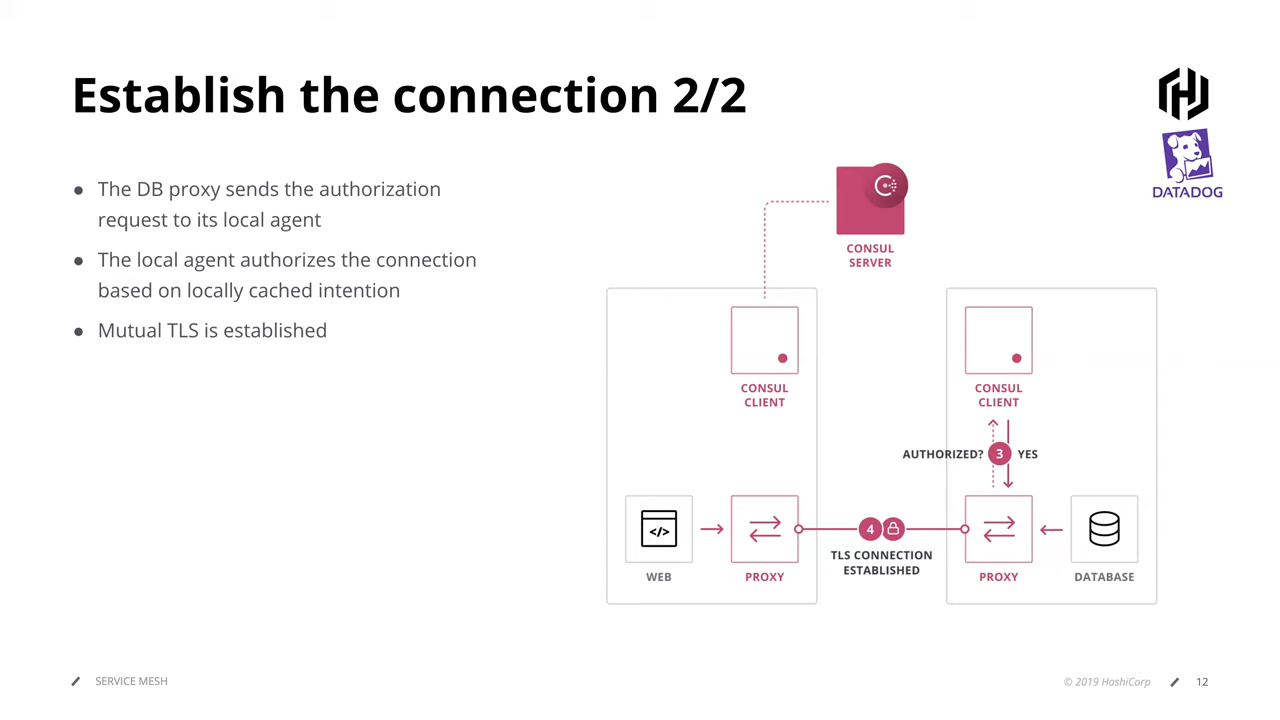 Establish the connection 2/2
DATADOG
● The DB proxy sends the authorization
request to its local agent
● The local agent authorizes the connection
based on locally cached intention
● Mutual TLS is established
CONSUL
SERVER
CONSUL
CLIENT
CONSUL
CLIENT
AUTHORIZED? 3 YES
</>
4
TLS CONNECTION
ESTABLISHED
WEB
PROXY
PROXY
DATABASE
SERVICE MESH
© 2019 HashiCorp
12